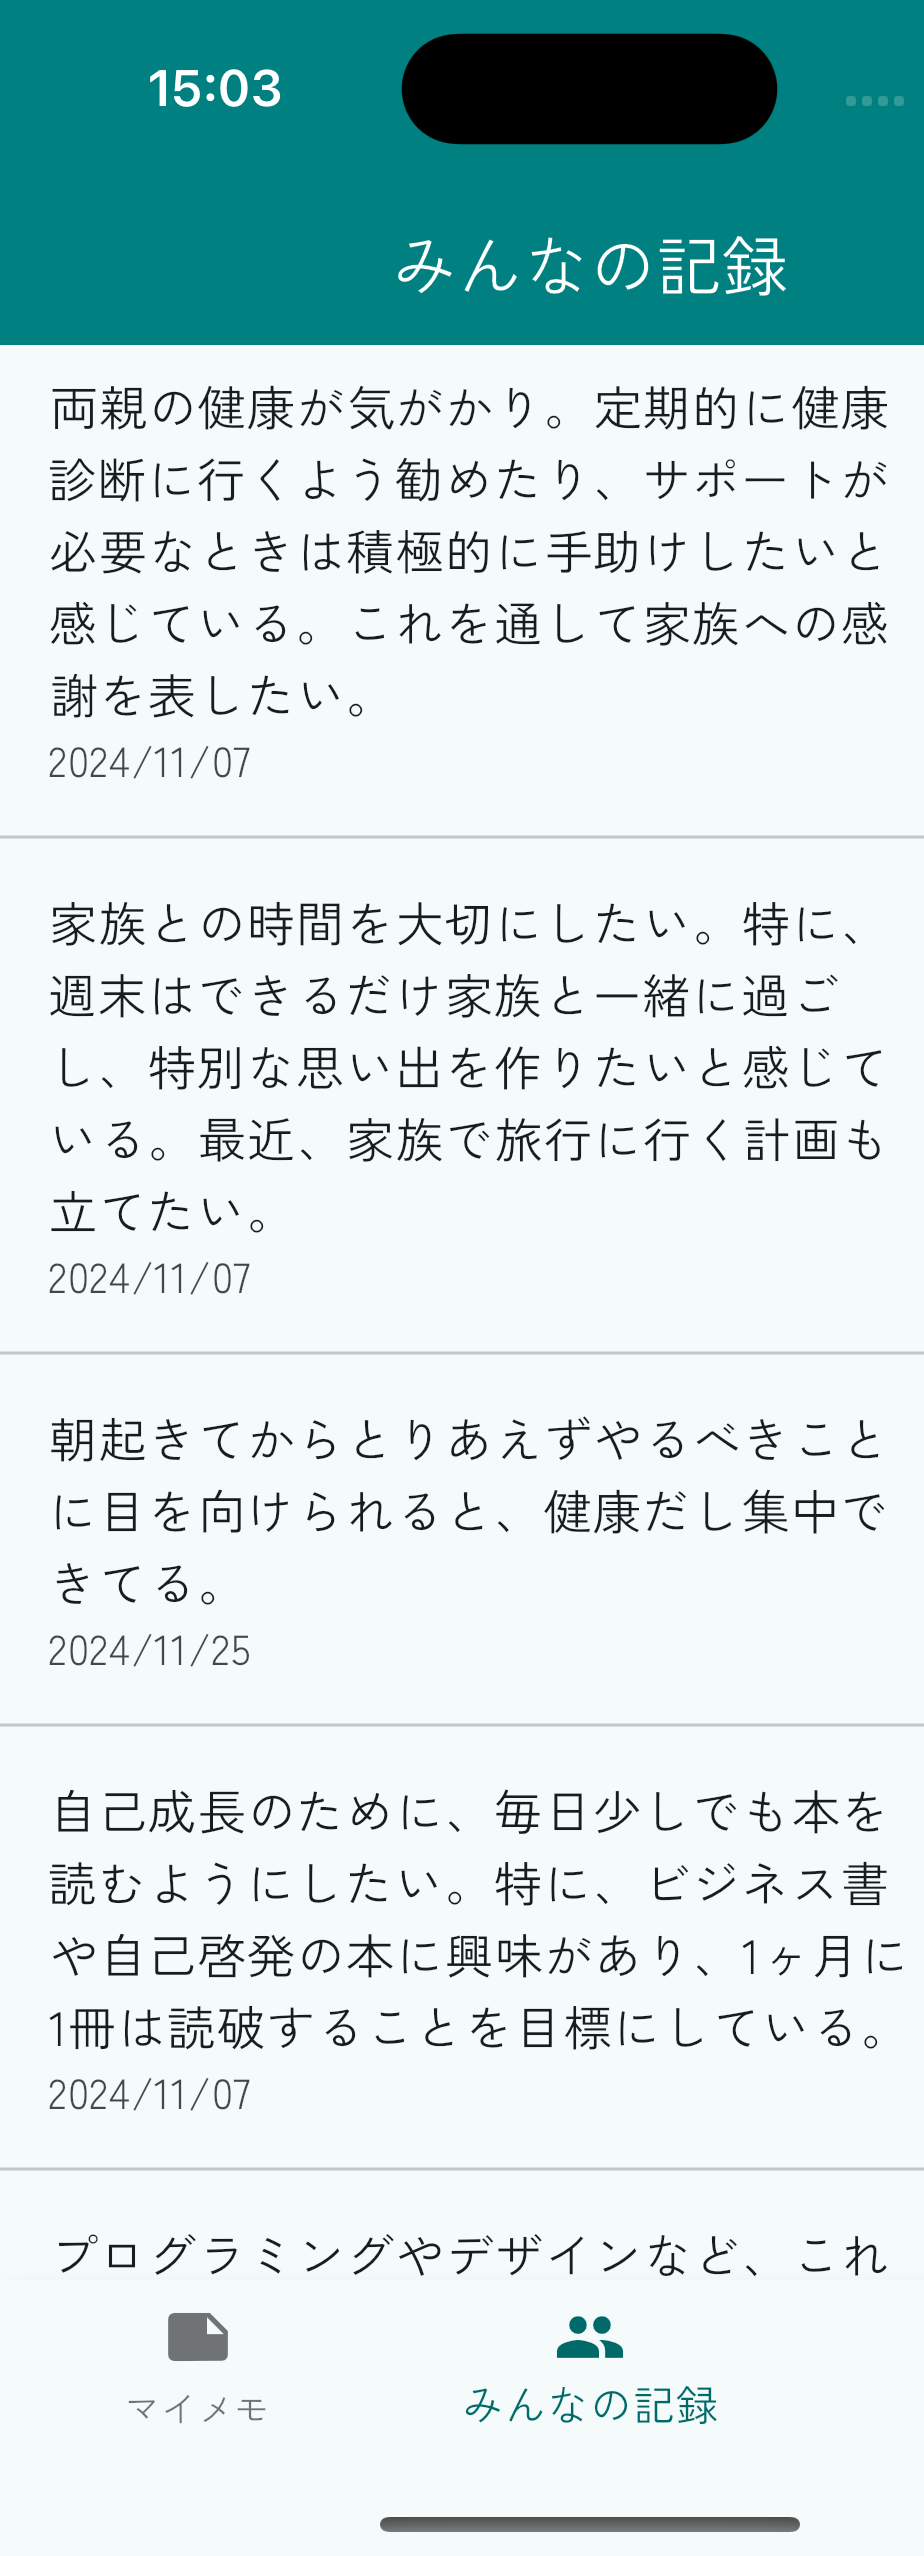 15:03
みんなの記録
両親の健康が気がかり。定期的に健康
診断に行くよう勧めたり、サポートが
必要なときは積極的に手助けしたいと
感じている。これを通して家族への感
謝を表したい。
2024/11/07
家族との時間を大切にしたい。特に、
週末はできるだけ家族と一緒に過ご
し、特別な思い出を作りたいと感じて
いる。最近、家族で旅行に行く計画も
立てたい。
2024/11/07
朝起きてからとりあえずやるべきこと
に目を向けられると、健康だし集中で
きてる。
2024/11/25
自己成長のために、毎日少しでも本を
読むようにしたい。特に、ビジネス書
や自己啓発の本に興味があり、1ヶ月に
1冊は読破することを目標にしている。
2024/11/07
プログラミングやデザインなど、これ
マイメモ
みんなの記録